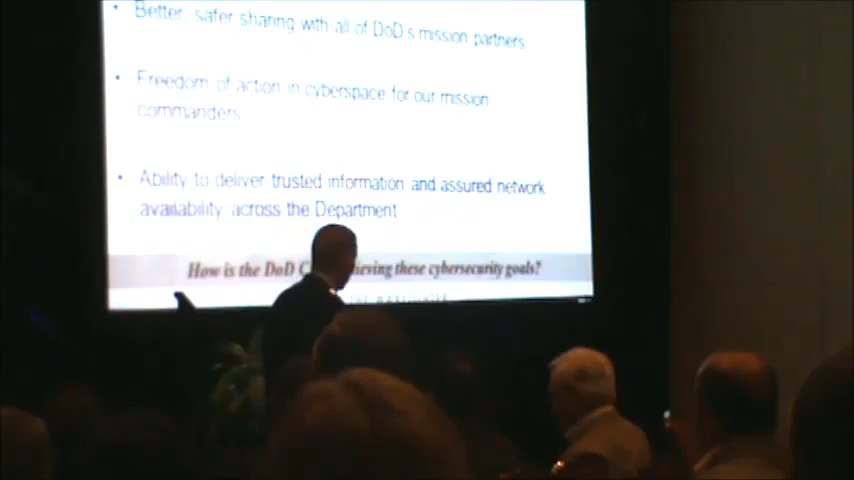 • Better, safer sharing with all of DoD's mission partners
• Freedom of action in cyberspace for our mission
commanders
• Ability to deliver trusted information and assured network
availability across the Department
How is the DoD C ieving these cybersecurity goals?